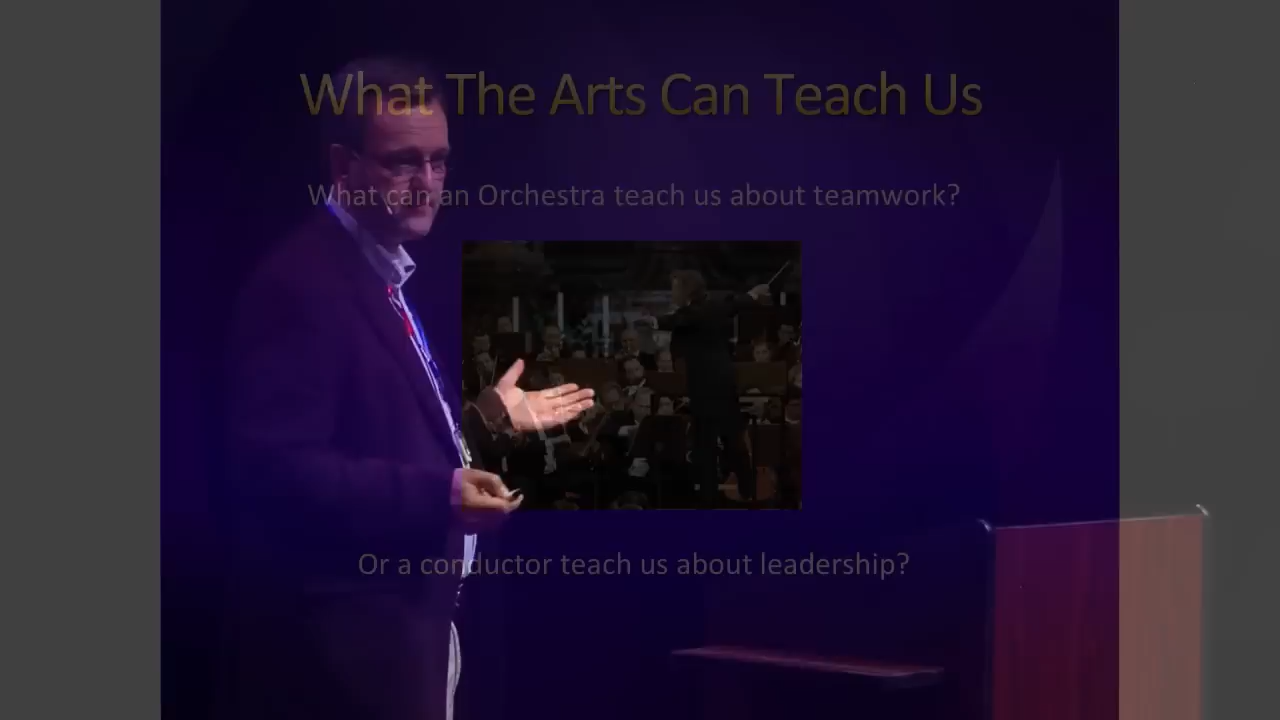 What The Arts Can Teach Us
What can an Orchestra teach us about teamwork?
Or a conductor teach us about leadership?